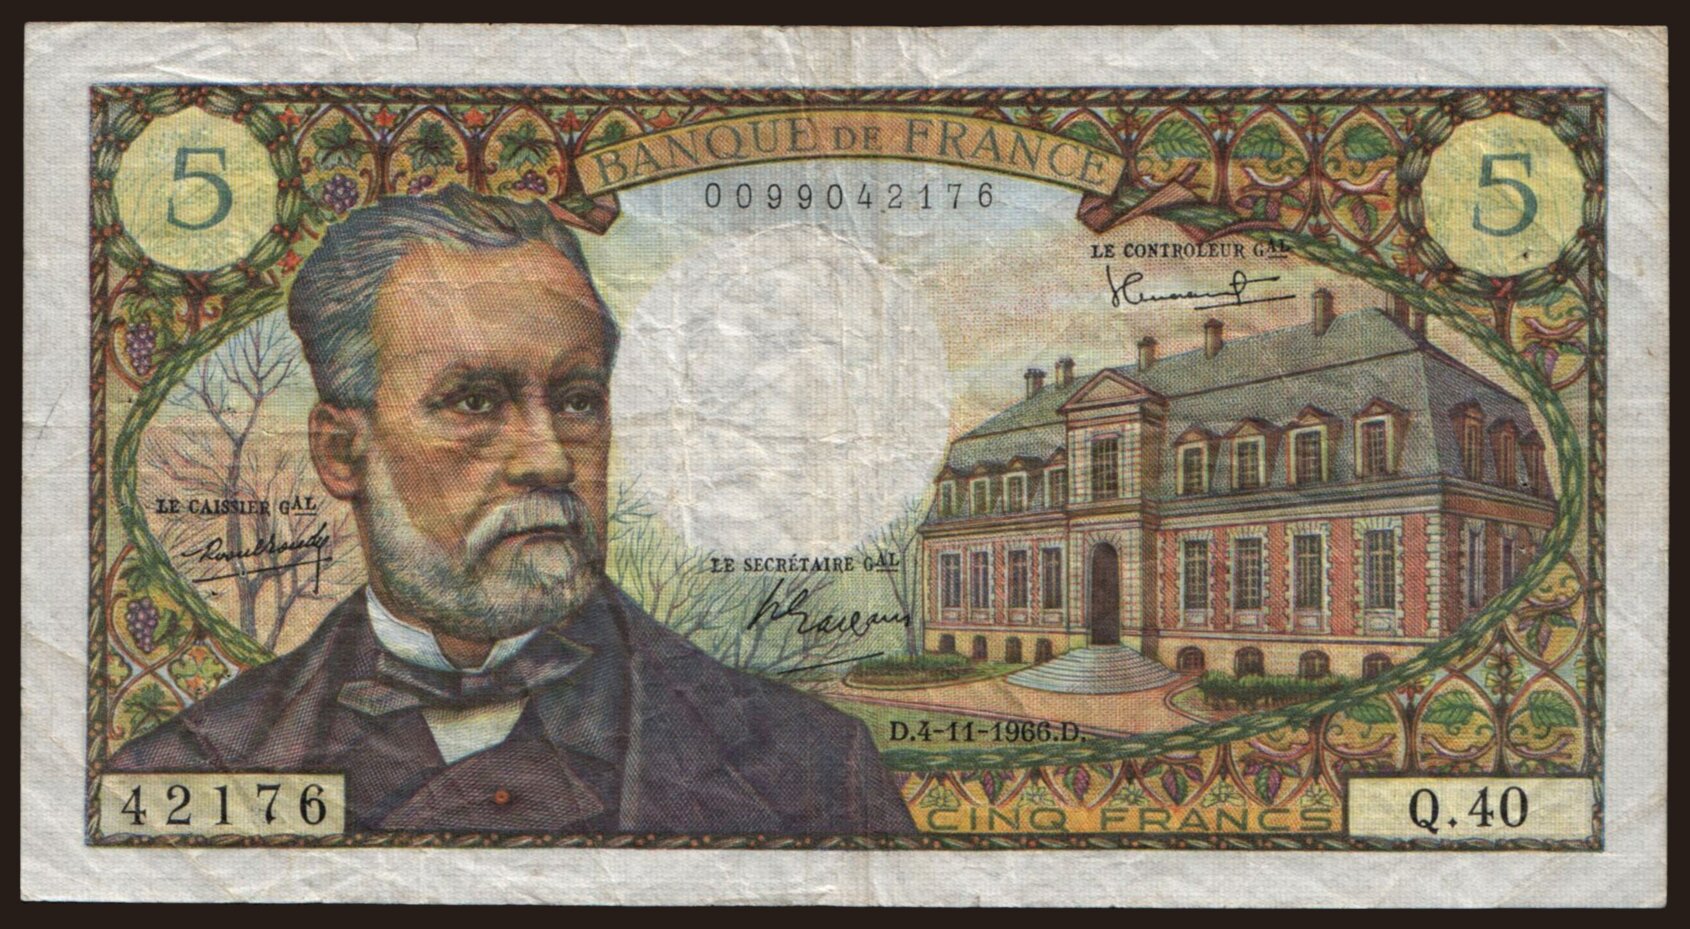 BANQUE DE FRANCE
5
5
0099042176
LE CONTROLEUR GAL
LE CAISSIER GAL
LE SECRÉTAIRE GAL
D.4-11-1966.D.
42176
CINQ FRANCS
Q.40